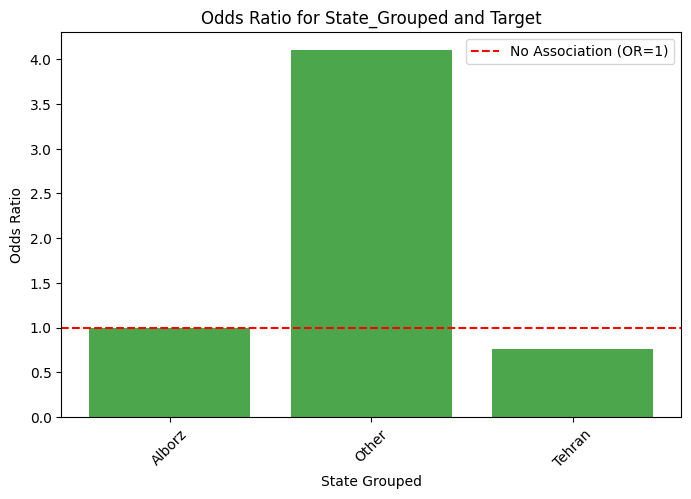 Odds Ratio for State_Grouped and Target
No Association (OR=1)
Odds Ratio
4.0
3.5
3.0
2.5
2.0
1.5
1.0
0.5
0.0
Alborz
Other
Tehran
State Grouped